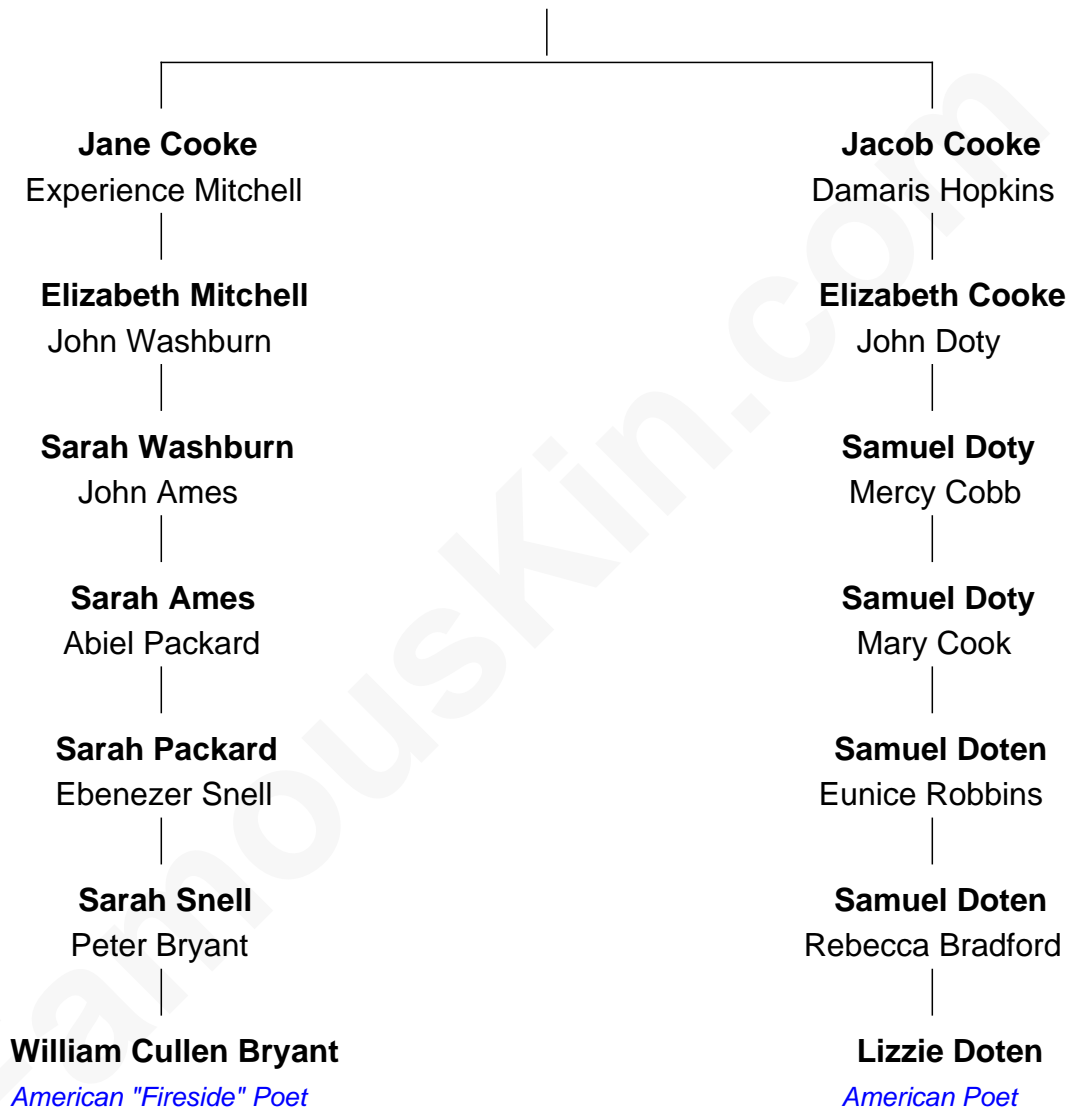 Jane Cooke
Experience Mitchell
Jacob Cooke
Damaris Hopkins
Elizabeth Mitchell
John Washburn
Elizabeth Cooke
John Doty
Sarah Washburn
John Ames
Samuel Doty
Mercy Cobb
Sarah Ames
Abiel Packard
Samuel Doty
Mary Cook
Sarah Packard
Ebenezer Snell
Samuel Doten
Eunice Robbins
Sarah Snell
Peter Bryant
Samuel Doten
Rebecca Bradford
William Cullen Bryant
American "Fireside" Poet
Lizzie Doten
American Poet
FamousKin.com